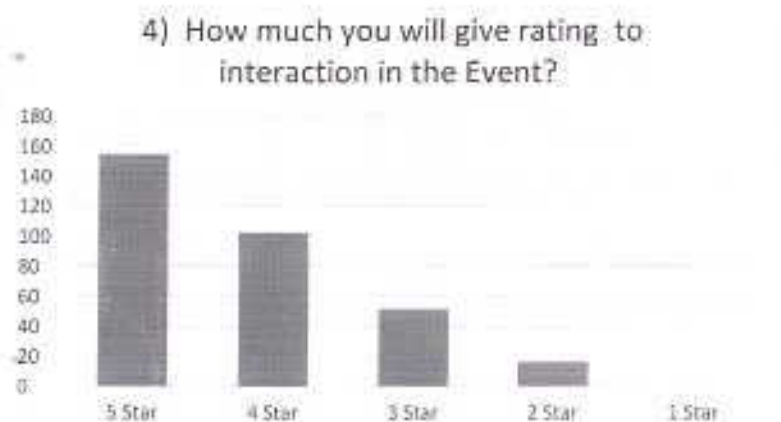 4) How much you will give rating to
interaction in the Event?
180
160
140
120
100
80
60
40
20
0
5 Star
4 Star
3 Star
2 Star
1 Star